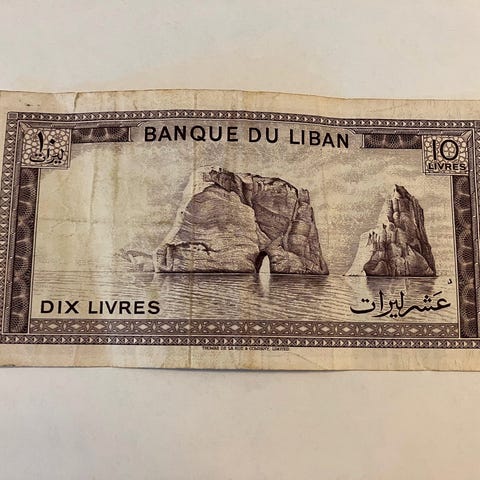 BANQUE DU LIBAN
١٠
ليرات
10
LIVRES
DIX LIVRES
عشر ليرات
THOMAS DE LA RUE & COMPANY, LIMITED.